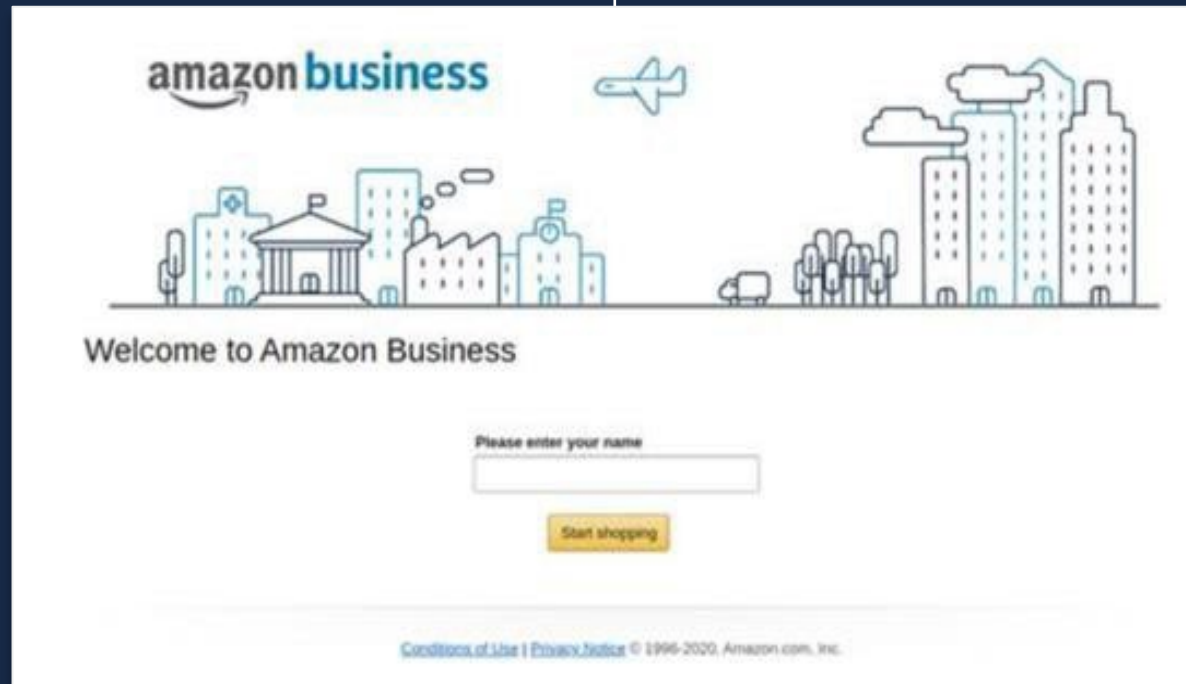 amazon business
Welcome to Amazon Business
Please enter your name
Start shopping
Conditions of Use | Privacy Notice © 1996-2020, Amazon.com, Inc.